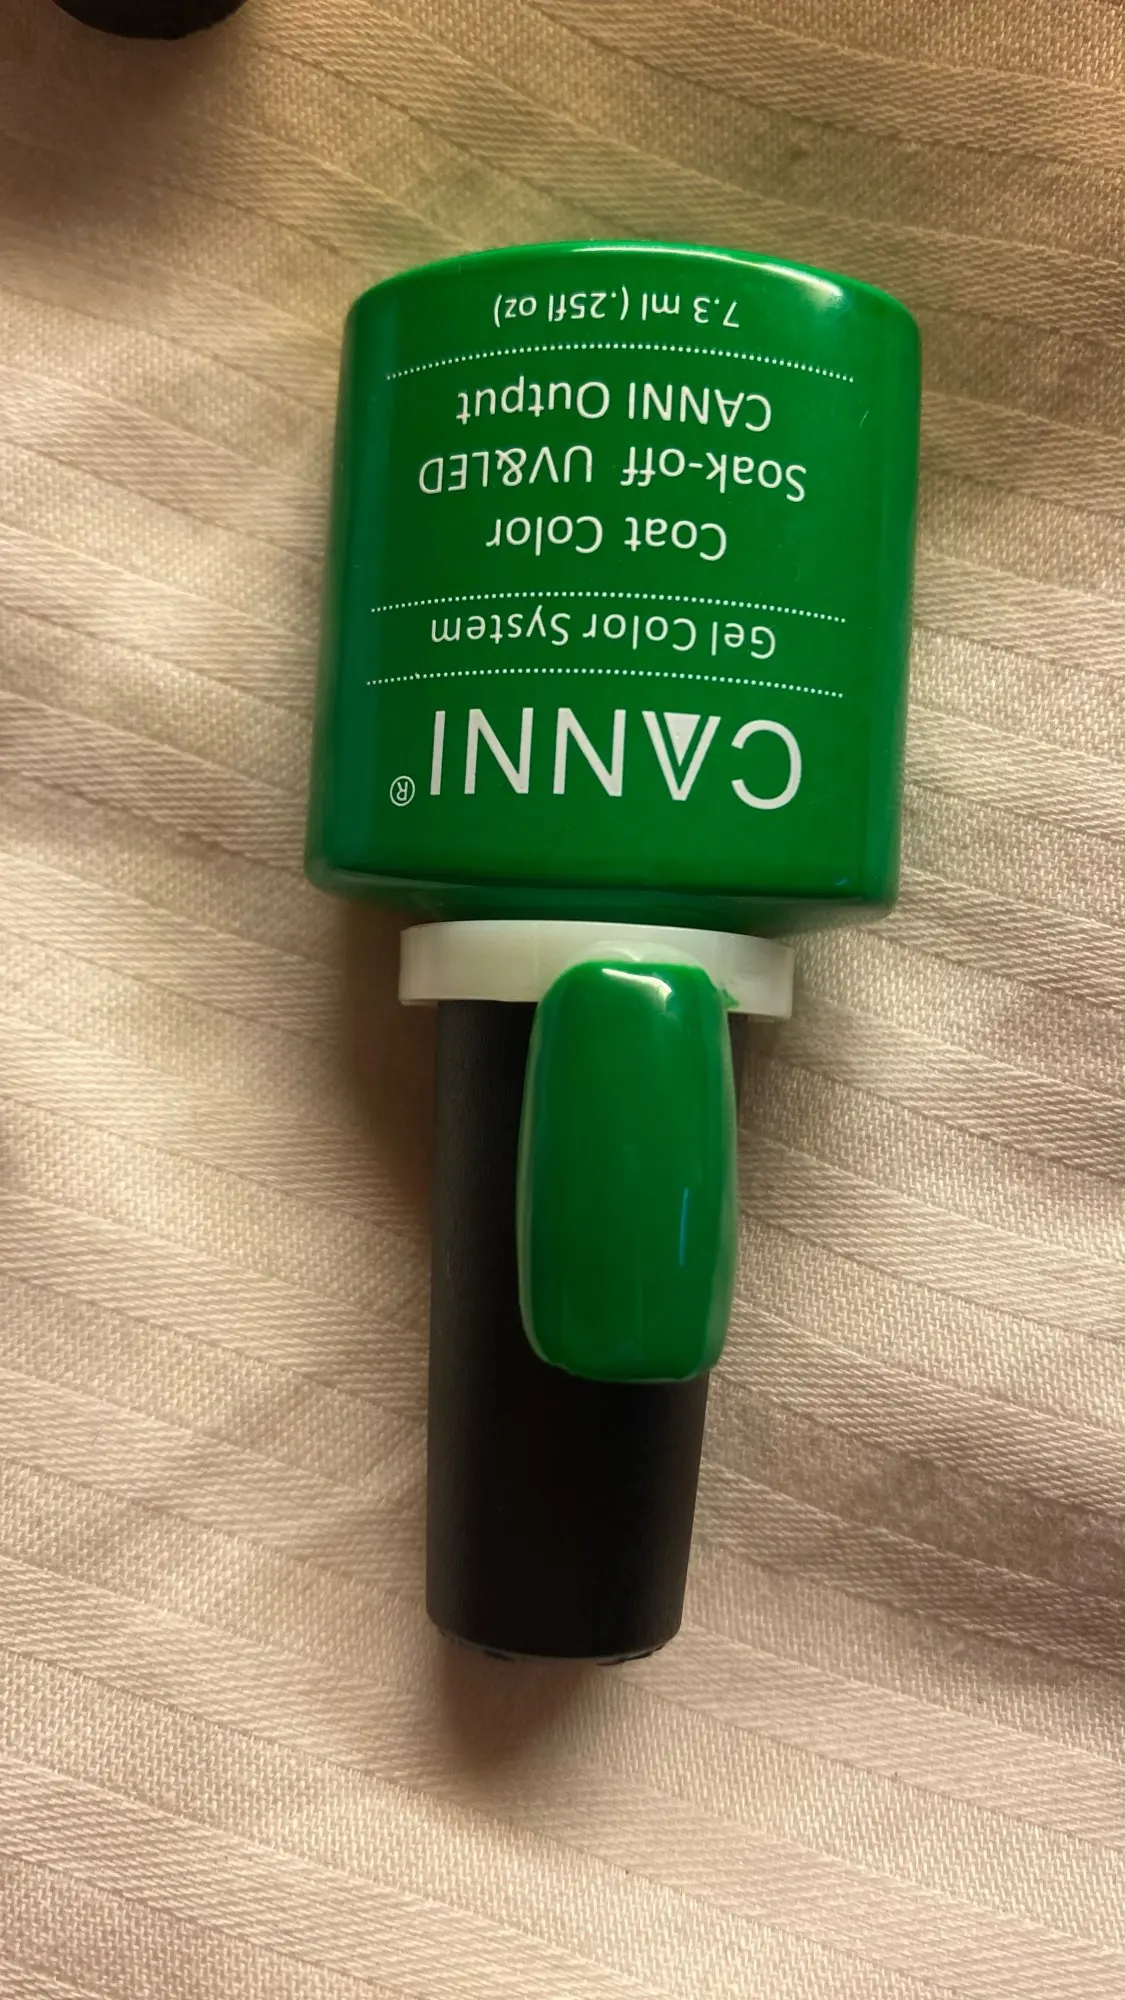 CANNI®
Gel Color System
Coat Color
Soak-off UV&LED
CANNI Output
7.3 ml (.25fl oz)